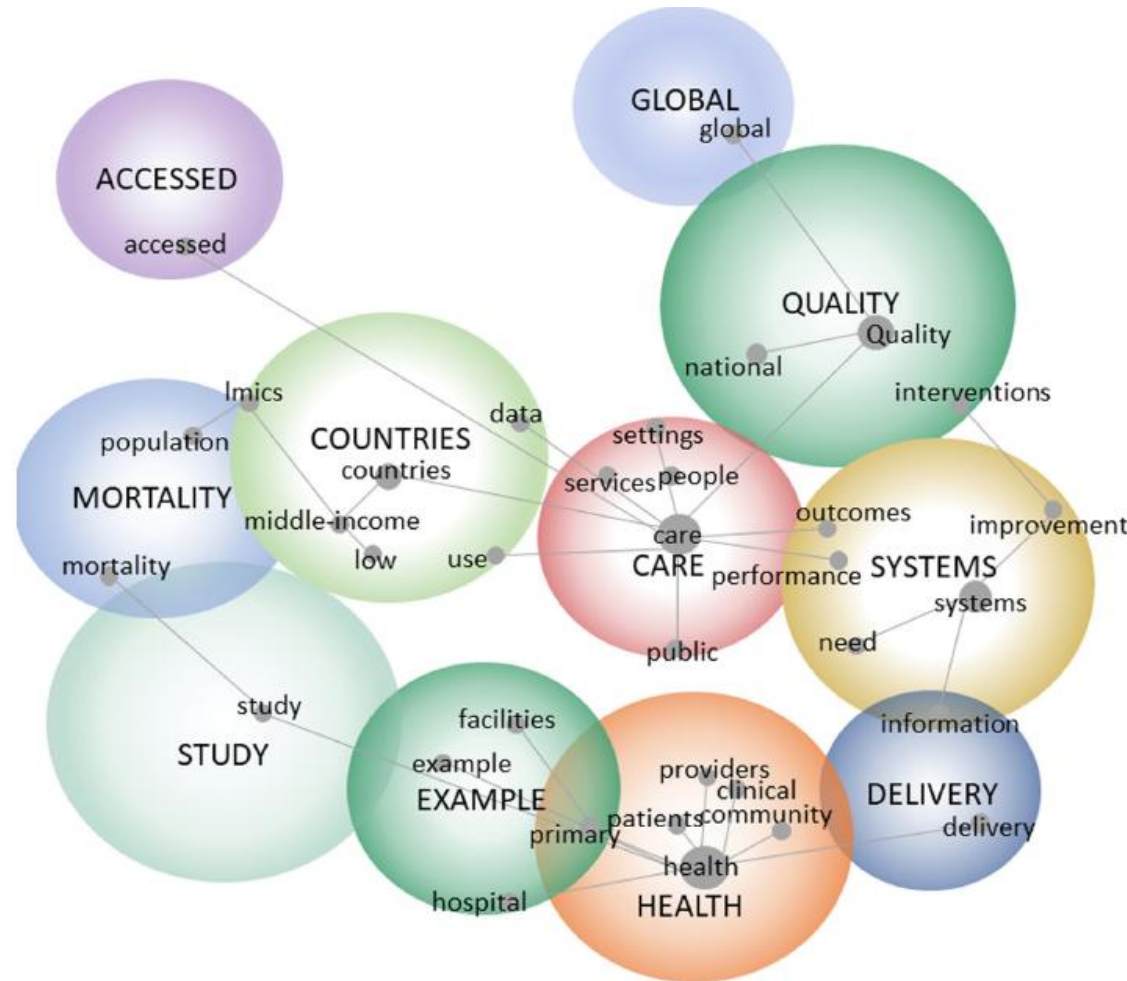 GLOBAL
global
ACCESSED
accessed
QUALITY
Quality
national
interventions
lmics
population
MORTALITY
mortality
data
COUNTRIES
countries
middle-income
low
use
settings
people
services
care
CARE
public
outcomes
improvement
performance
SYSTEMS
systems
need
information
study
STUDY
facilities
example
EXAMPLE
primary
hospital
providers
clinical
patients
community
health
HEALTH
DELIVERY
delivery